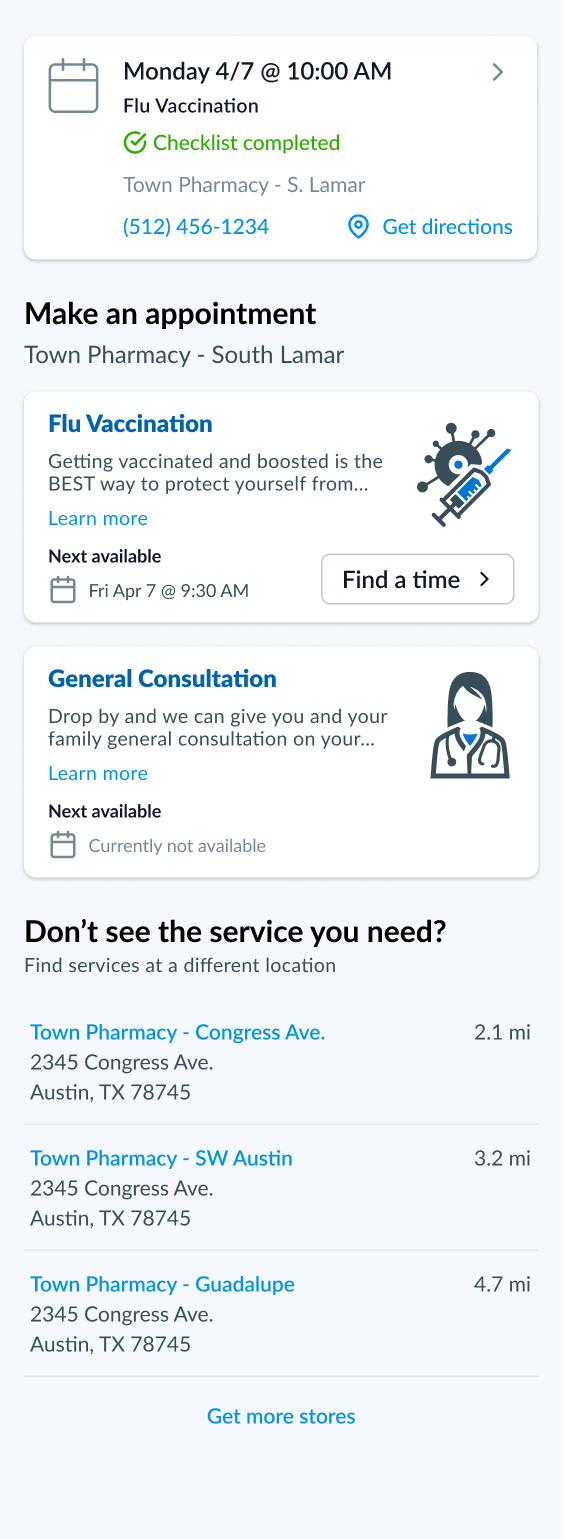 Monday 4/7 @ 10:00 AM
Flu Vaccination
Checklist completed
Town Pharmacy - S. Lamar
(512) 456-1234
Get directions
Make an appointment
Town Pharmacy - South Lamar
Flu Vaccination
Getting vaccinated and boosted is the
BEST way to protect yourself from...
Learn more
Next available
Fri Apr 7 @ 9:30 AM
Find a time
General Consultation
Drop by and we can give you and your
family general consultation on your...
Learn more
Next available
Currently not available
Don’t see the service you need?
Find services at a different location
Town Pharmacy - Congress Ave.
2.1 mi
2345 Congress Ave.
Austin, TX 78745
Town Pharmacy - SW Austin
3.2 mi
2345 Congress Ave.
Austin, TX 78745
Town Pharmacy - Guadalupe
4.7 mi
2345 Congress Ave.
Austin, TX 78745
Get more stores